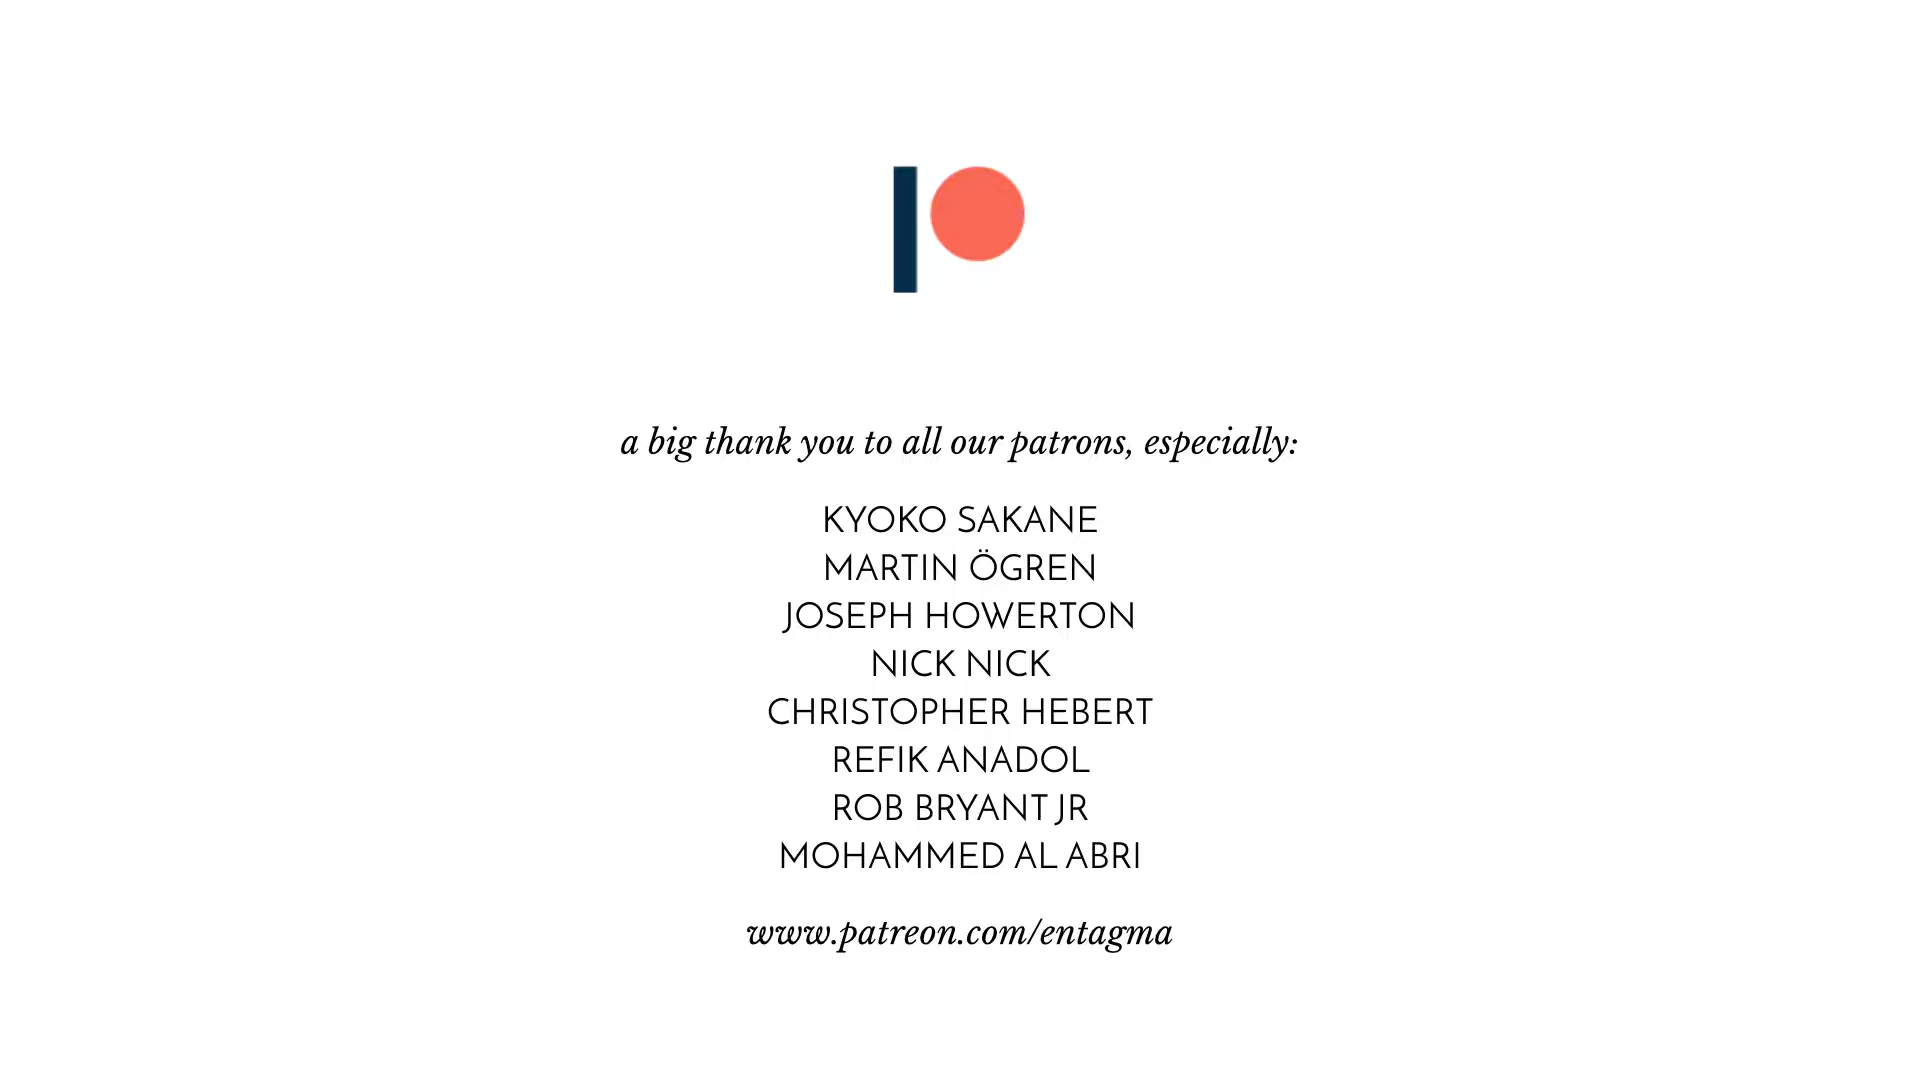 a big thank you to all our patrons, especially:
KYOKO SAKANE
MARTIN ÖGREN
JOSEPH HOWERTON
NICK NICK
CHRISTOPHER HEBERT
REFIK ANADOL
ROB BRYANT JR
MOHAMMED AL ABRI
www.patreon.com/entagma